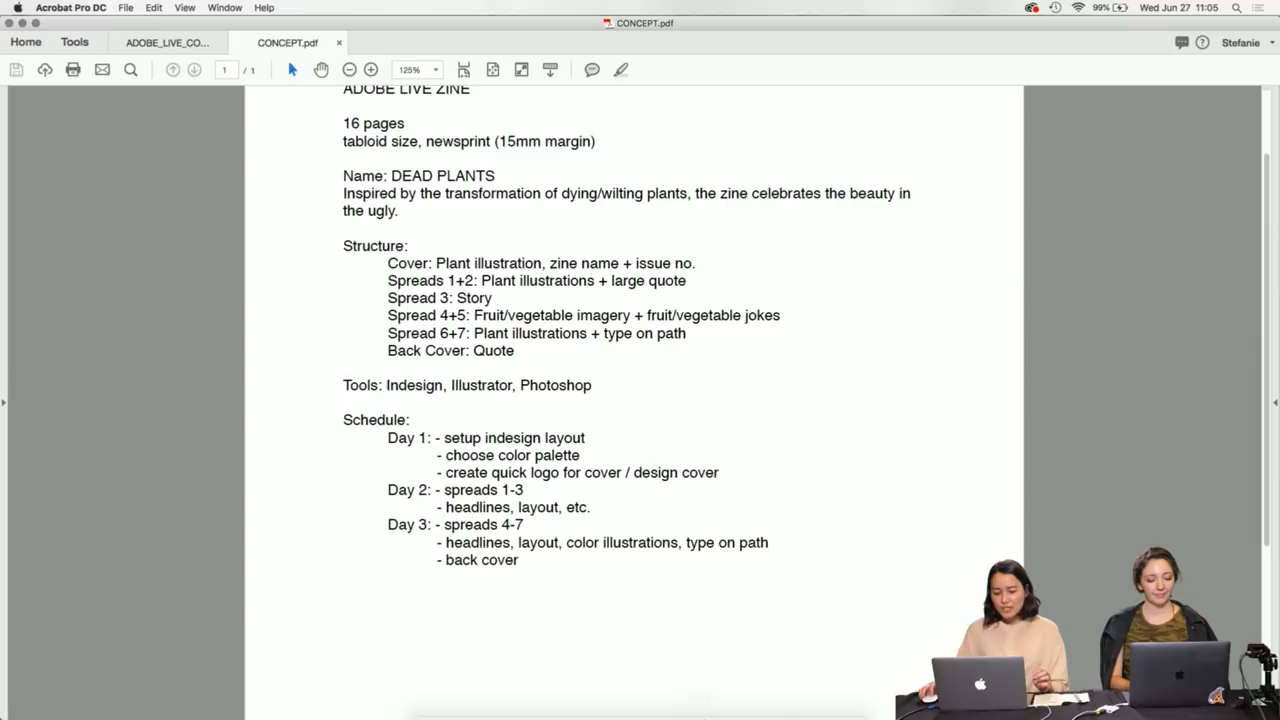 Acrobat Pro DC File Edit View Window Help 99% Wed Jun 27 11:05
CONCEPT.pdf
Home Tools ADOBE_LIVE_CO... CONCEPT.pdf × Stefanie
1 / 1 125%
ADOBE LIVE ZINE
16 pages
tabloid size, newsprint (15mm margin)
Name: DEAD PLANTS
Inspired by the transformation of dying/wilting plants, the zine celebrates the beauty in
the ugly.
Structure:
Cover: Plant illustration, zine name + issue no.
Spreads 1+2: Plant illustrations + large quote
Spread 3: Story
Spread 4+5: Fruit/vegetable imagery + fruit/vegetable jokes
Spread 6+7: Plant illustrations + type on path
Back Cover: Quote
Tools: Indesign, Illustrator, Photoshop
Schedule:
Day 1: - setup indesign layout
- choose color palette
- create quick logo for cover / design cover
Day 2: - spreads 1-3
- headlines, layout, etc.
Day 3: - spreads 4-7
- headlines, layout, color illustrations, type on path
- back cover